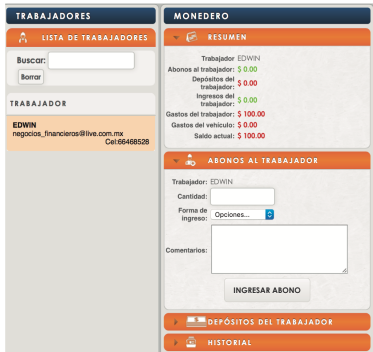 TRABAJADORES
LISTA DE TRABAJADORES
Buscar:
Borrar
TRABAJADOR
EDWIN
negocios_financieros@live.com.mx
Cel:66468528
MONEDERO
RESUMEN
Trabajador EDWIN
Abonos al trabajador: $ 0.00
Depósitos del
trabajador: $ 0.00
Ingresos del
trabajador: $ 0.00
Gastos del trabajador: $ 100.00
Gastos del vehículo: $ 0.00
Saldo actual: $ 100.00
ABONOS AL TRABAJADOR
Trabajador: EDWIN
Cantidad:
Forma de
ingreso: Opciones...
Comentarios:
INGRESAR ABONO
DEPÓSITOS DEL TRABAJADOR
HISTORIAL